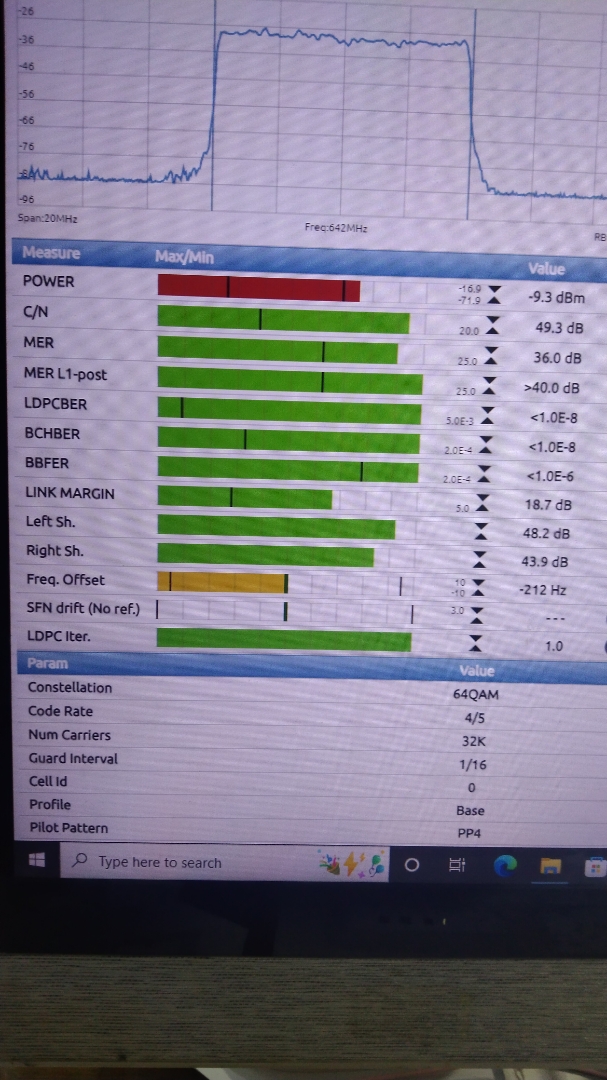 -26
-36
-46
-56
-66
-76
-96
Span:20MHz Freq:642MHz RB
Measure Max/Min Value
POWER -16.9 -71.9 -9.3 dBm
C/N 20.0 49.3 dB
MER 25.0 36.0 dB
MER L1-post 25.0 >40.0 dB
LDPCBER 5.0E-3 <1.0E-8
BCHBER 2.0E-4 <1.0E-8
BBFER 2.0E-4 <1.0E-6
LINK MARGIN 5.0 18.7 dB
Left Sh. 48.2 dB
Right Sh. 43.9 dB
Freq. Offset 10 -10 -212 Hz
SFN drift (No ref.) 3.0 ---
LDPC Iter. 1.0
Param Value
Constellation 64QAM
Code Rate 4/5
Num Carriers 32K
Guard Interval 1/16
Cell Id 0
Profile Base
Pilot Pattern PP4
Type here to search